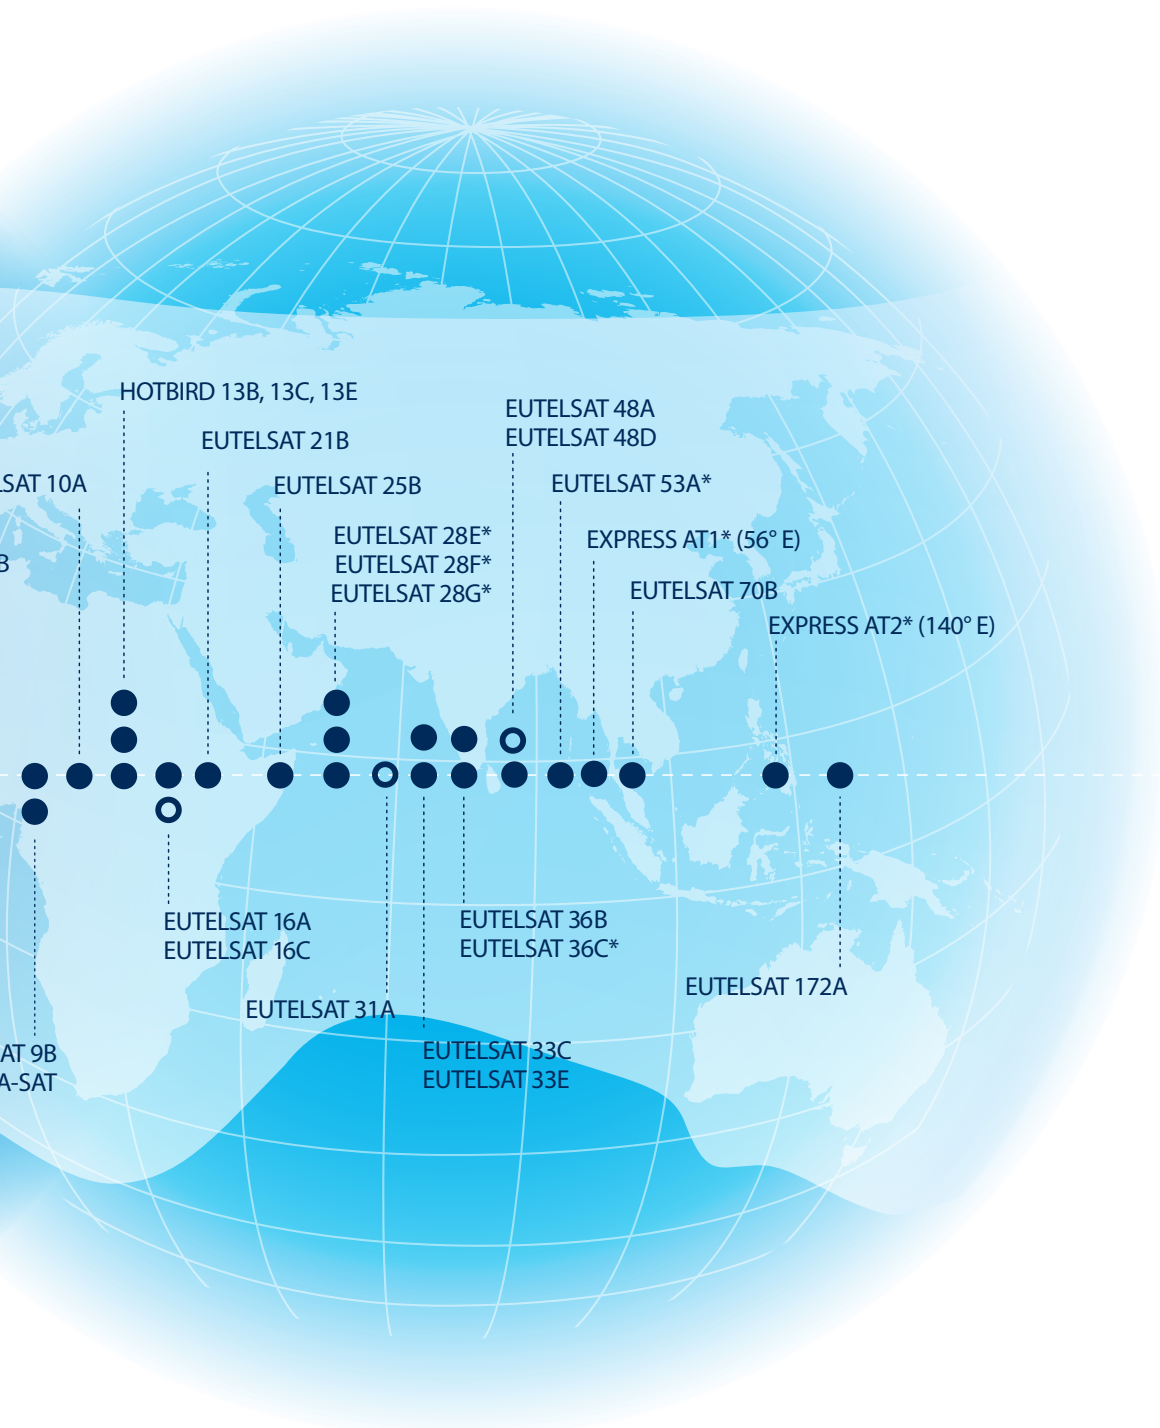 HOTBIRD 13B, 13C, 13E
EUTELSAT 48A
EUTELSAT 48D
EUTELSAT 21B
LSAT 10A
EUTELSAT 25B
EUTELSAT 53A*
EUTELSAT 28E*
EUTELSAT 28F*
EUTELSAT 28G*
EXPRESS AT1* (56° E)
B
EUTELSAT 70B
EXPRESS AT2* (140° E)
EUTELSAT 16A
EUTELSAT 16C
EUTELSAT 36B
EUTELSAT 36C*
EUTELSAT 172A
EUTELSAT 31A
AT 9B
A-SAT
EUTELSAT 33C
EUTELSAT 33E